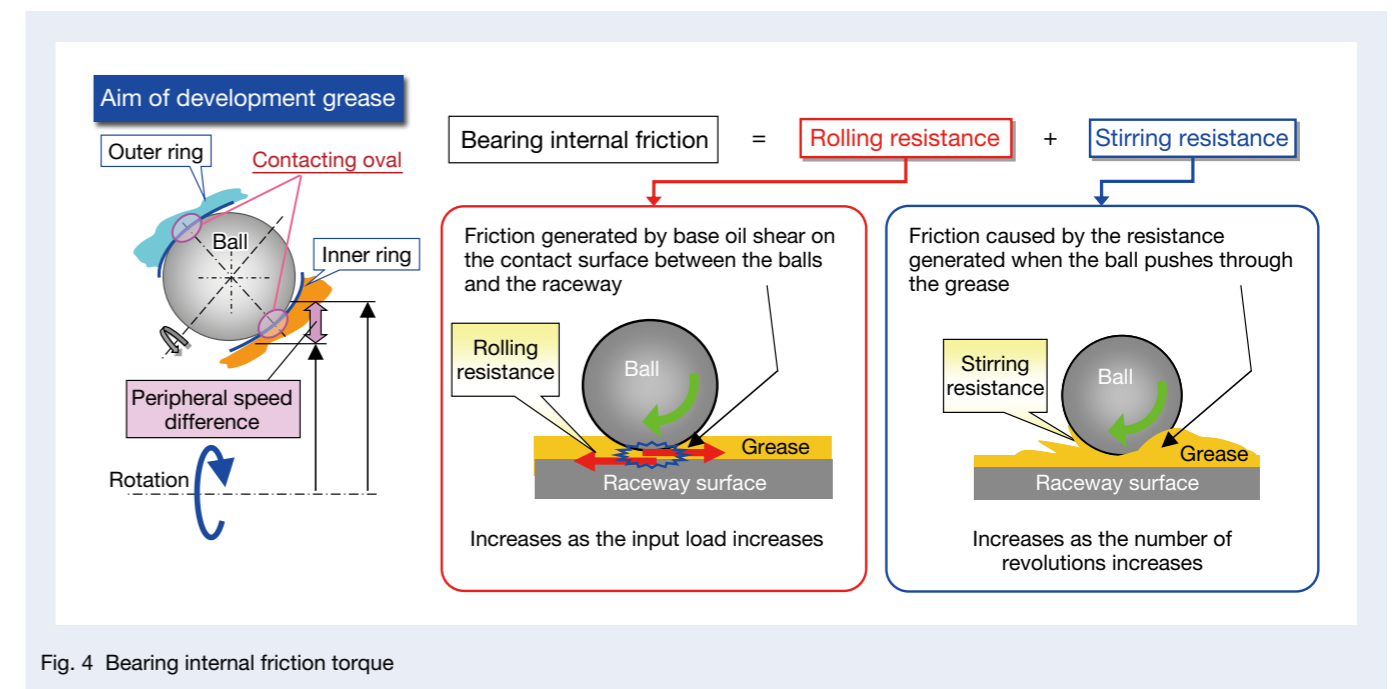 Aim of development grease
Outer ring
Contacting oval
Ball
Inner ring
Peripheral speed
difference
Rotation
Bearing internal friction = Rolling resistance + Stirring resistance
Friction generated by base oil shear on
the contact surface between the balls
and the raceway
Rolling
resistance
Ball
Grease
Raceway surface
Increases as the input load increases
Friction caused by the resistance
generated when the ball pushes through
the grease
Stirring
resistance
Ball
Grease
Raceway surface
Increases as the number of
revolutions increases
Fig. 4 Bearing internal friction torque